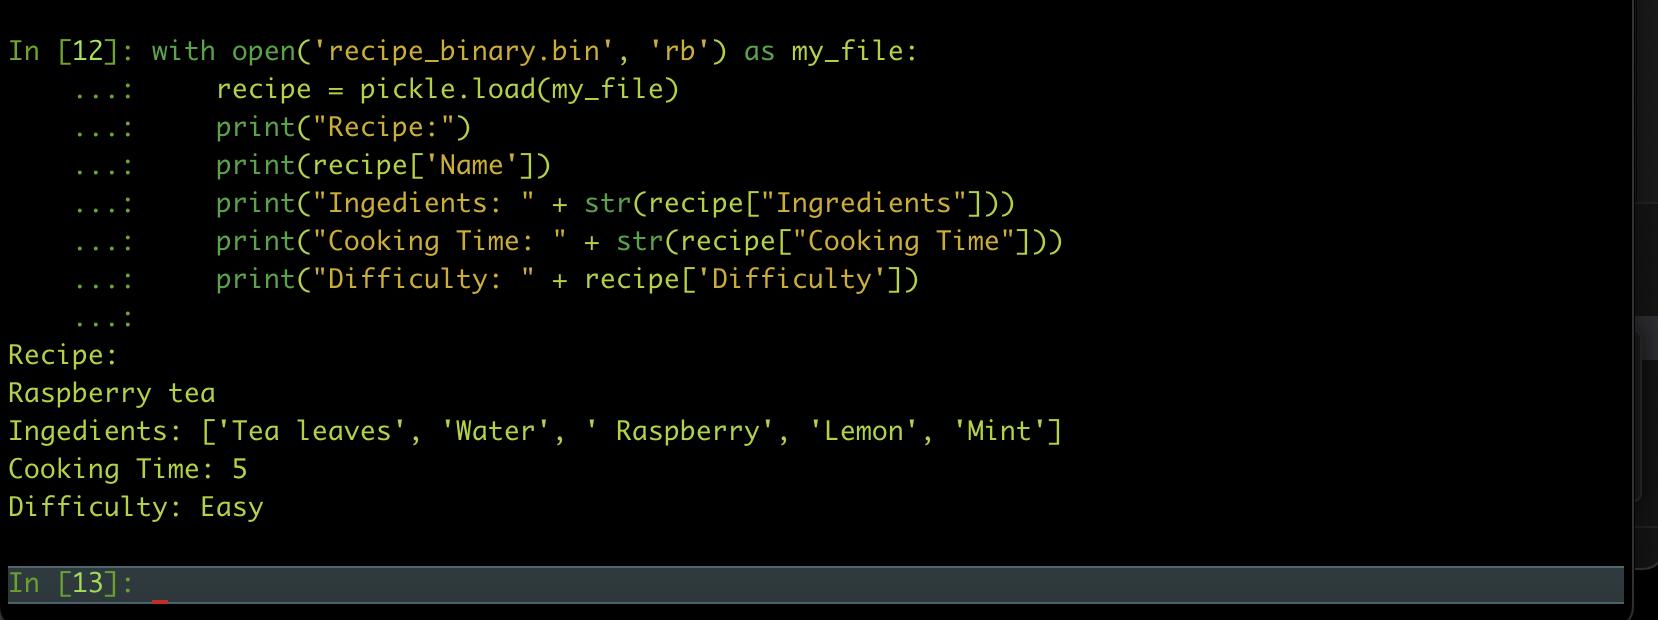 In [12]: with open('recipe_binary.bin', 'rb') as my_file:
    ...:     recipe = pickle.load(my_file)
    ...:     print("Recipe:")
    ...:     print(recipe['Name'])
    ...:     print("Ingedients: " + str(recipe["Ingredients"]))
    ...:     print("Cooking Time: " + str(recipe["Cooking Time"]))
    ...:     print("Difficulty: " + recipe['Difficulty'])
    ...:
Recipe:
Raspberry tea
Ingedients: ['Tea leaves', 'Water', ' Raspberry', 'Lemon', 'Mint']
Cooking Time: 5
Difficulty: Easy
In [13]: